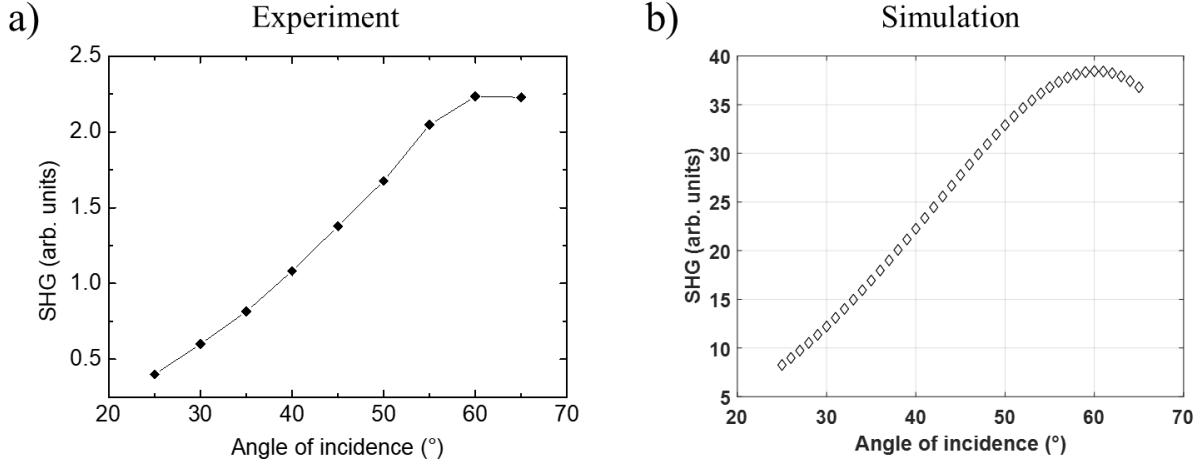 a)
Experiment
2.5
2.0
1.5
1.0
0.5
SHG (arb. units)
20 30 40 50 60 70
Angle of incidence (°)
b)
Simulation
40
35
30
25
20
15
10
5
SHG (arb. units)
20 30 40 50 60 70
Angle of incidence (°)